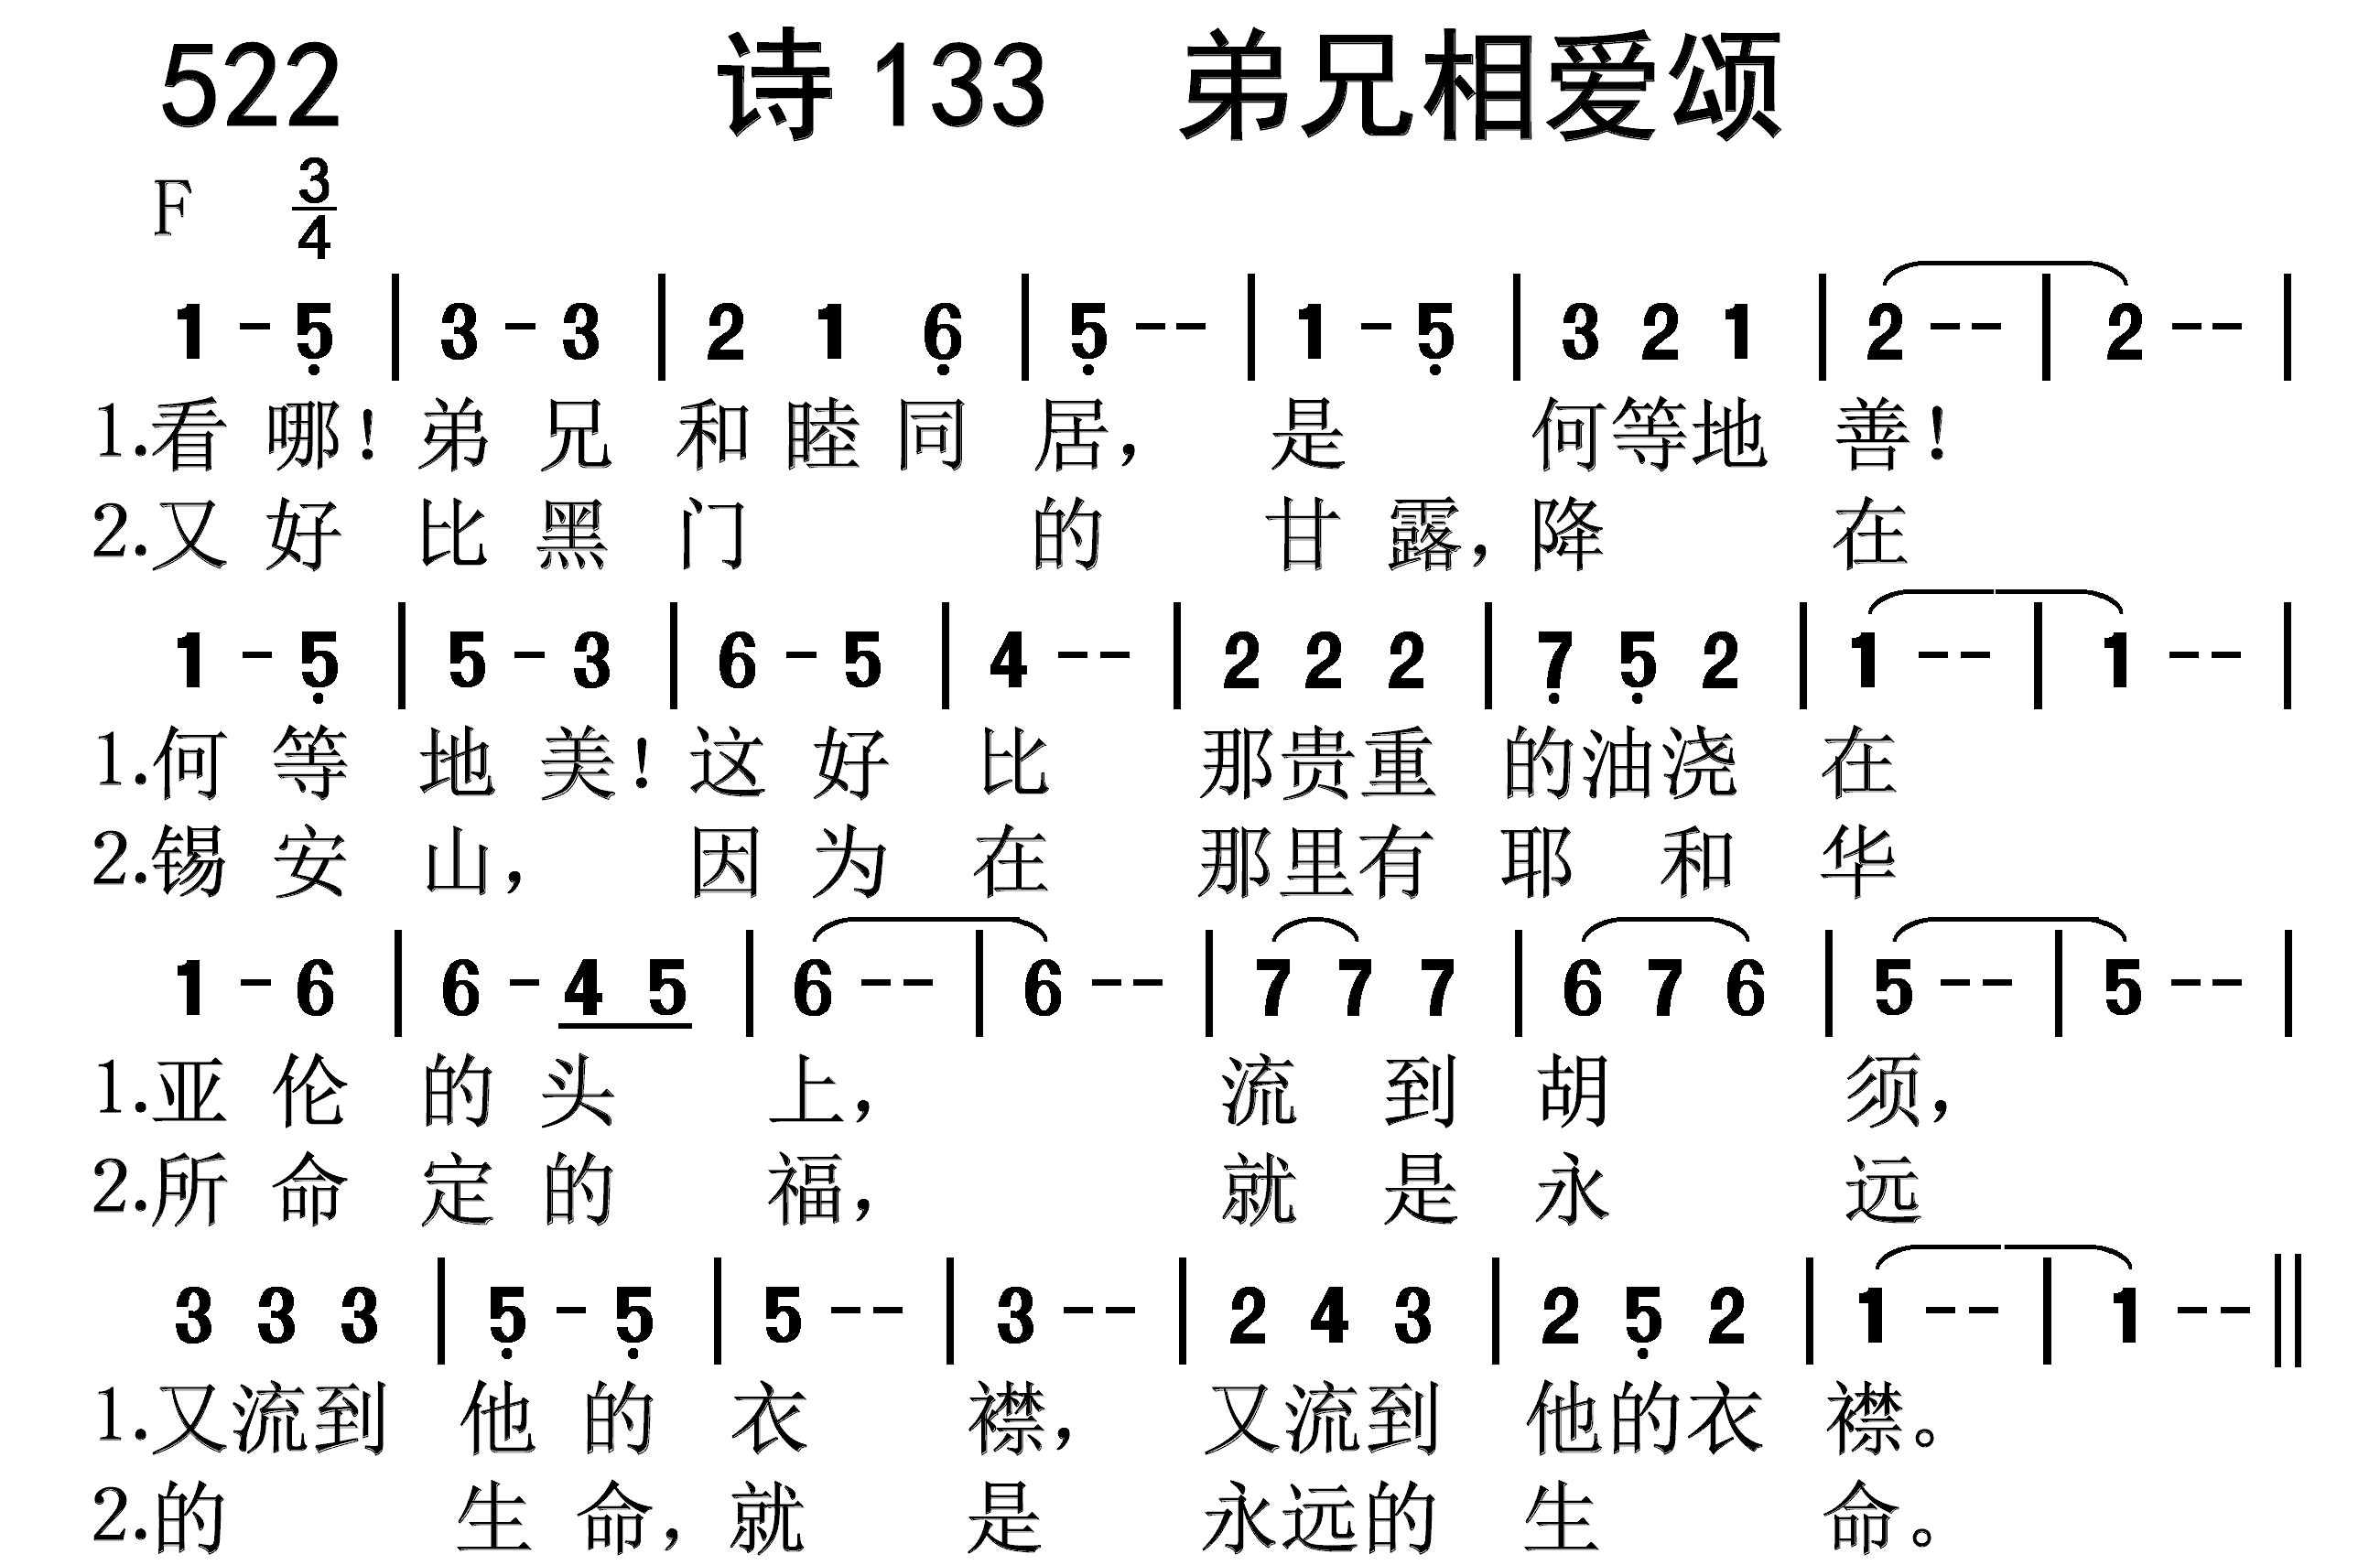 522 诗 133 弟兄相爱颂
F 3/4
1 - 5̣ | 3 - 3 | 2 1 6̣ | 5̣ - - | 1 - 5̣ | 3 2 1 | 2 - - | 2 - - |
1.看 哪！弟 兄 和 睦 同 居， 是 何等地 善！
2.又 好 比 黑 门 的 甘 露，降 在
1 - 5̣ | 5 - 3 | 6 - 5 | 4 - - | 2 2 2 | 7̣ 5̣ 2 | 1 - - | 1 - - |
1.何 等 地 美！这 好 比 那贵重 的油浇 在
2.锡 安 山， 因 为 在 那里有 耶 和 华
1 - 6 | 6 - 4 5 | 6 - - | 6 - - | 7 7 7 | 6 7 6 | 5 - - | 5 - - |
1.亚 伦 的 头 上， 流 到 胡 须，
2.所 命 定 的 福， 就 是 永 远
3 3 3 | 5̣ - 5̣ | 5 - - | 3 - - | 2 4 3 | 2 5̣ 2 | 1 - - | 1 - - ||
1.又流到 他 的 衣 襟， 又流到 他的衣 襟。
2.的 生 命，就 是 永远的 生 命。